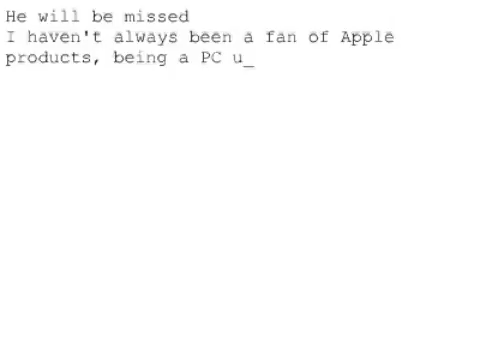 He will be missed
I haven't always been a fan of Apple
products, being a PC u_